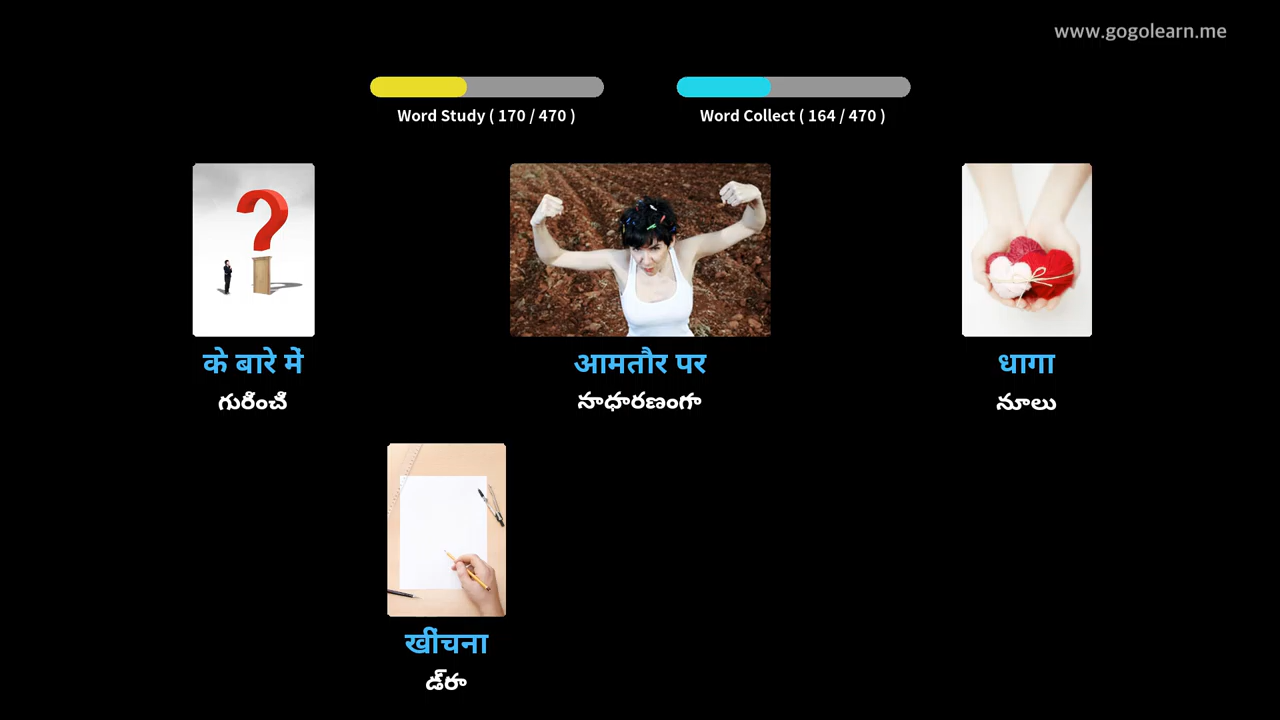 www.gogolearn.me
Word Study ( 170 / 470 )
Word Collect ( 164 / 470 )
के बारे में
గురించి
आमतौर पर
సాధారణంగా
धागा
నూలు
खींचना
డ్రా